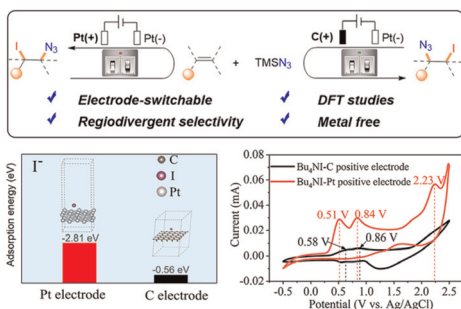 Pt(+) Pt(-)
C(+) Pt(-)
I N₃
+ TMSN₃
N₃ I
✓ Electrode-switchable ✓ DFT studies
✓ Regiodivergent selectivity ✓ Metal free
Adsorption energy (eV)
I⁻
C
I
Pt
-2.81 eV
-0.56 eV
Pt electrode C electrode
Current (mA)
0.08
0.06
0.04
0.02
0.00
-0.02
Bu₄NI-C positive electrode
Bu₄NI-Pt positive electrode
2.23 V
0.51 V 0.84 V
0.58 V 0.86 V
-0.5 0.0 0.5 1.0 1.5 2.0 2.5
Potential (V vs. Ag/AgCl)